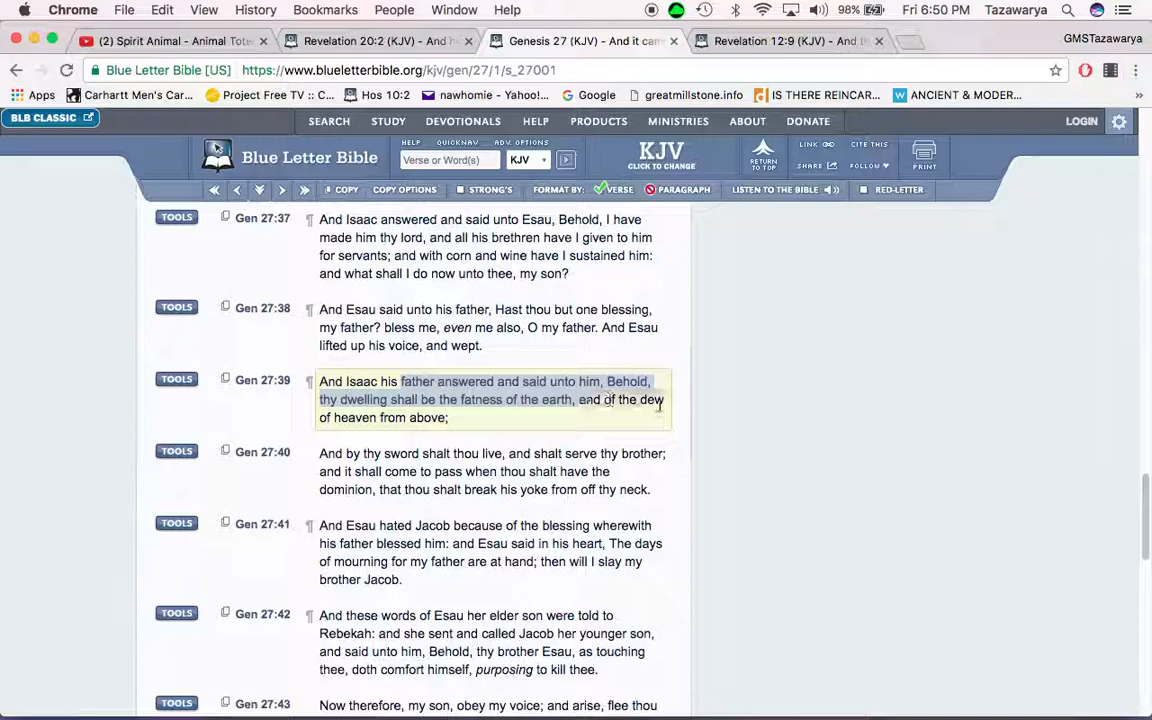 Chrome File Edit View History Bookmarks People Window Help 98% Fri 6:50 PM Tazawarya
(2) Spirit Animal - Animal Tote
Revelation 20:2 (KJV) - And he
Genesis 27 (KJV) - And it cam
Revelation 12:9 (KJV) - And th
GMSTazawarya
Blue Letter Bible [US] https://www.blueletterbible.org/kjv/gen/27/1/s_27001
Apps Carhartt Men's Car... Project Free TV :: C... Hos 10:2 nawhomie - Yahoo!... Google greatmillstone.info IS THERE REINCAR... ANCIENT & MODER... »
BLB CLASSIC
SEARCH STUDY DEVOTIONALS HELP PRODUCTS MINISTRIES ABOUT DONATE LOGIN
Blue Letter Bible
HELP QUICKNAV ADV. OPTIONS
Verse or Word(s) KJV
KJV
CLICK TO CHANGE
RETURN
TO TOP
LINK CITE THIS
SHARE FOLLOW
PRINT
COPY COPY OPTIONS STRONG'S FORMAT BY: VERSE PARAGRAPH LISTEN TO THE BIBLE RED-LETTER
TOOLS Gen 27:37 ¶ And Isaac answered and said unto Esau, Behold, I have
made him thy lord, and all his brethren have I given to him
for servants; and with corn and wine have I sustained him:
and what shall I do now unto thee, my son?
TOOLS Gen 27:38 ¶ And Esau said unto his father, Hast thou but one blessing,
my father? bless me, even me also, O my father. And Esau
lifted up his voice, and wept.
TOOLS Gen 27:39 ¶ And Isaac his father answered and said unto him, Behold,
thy dwelling shall be the fatness of the earth, and of the dew
of heaven from above;
TOOLS Gen 27:40 And by thy sword shalt thou live, and shalt serve thy brother;
and it shall come to pass when thou shalt have the
dominion, that thou shalt break his yoke from off thy neck.
TOOLS Gen 27:41 ¶ And Esau hated Jacob because of the blessing wherewith
his father blessed him: and Esau said in his heart, The days
of mourning for my father are at hand; then will I slay my
brother Jacob.
TOOLS Gen 27:42 ¶ And these words of Esau her elder son were told to
Rebekah: and she sent and called Jacob her younger son,
and said unto him, Behold, thy brother Esau, as touching
thee, doth comfort himself, purposing to kill thee.
TOOLS Gen 27:43 Now therefore, my son, obey my voice; and arise, flee thou